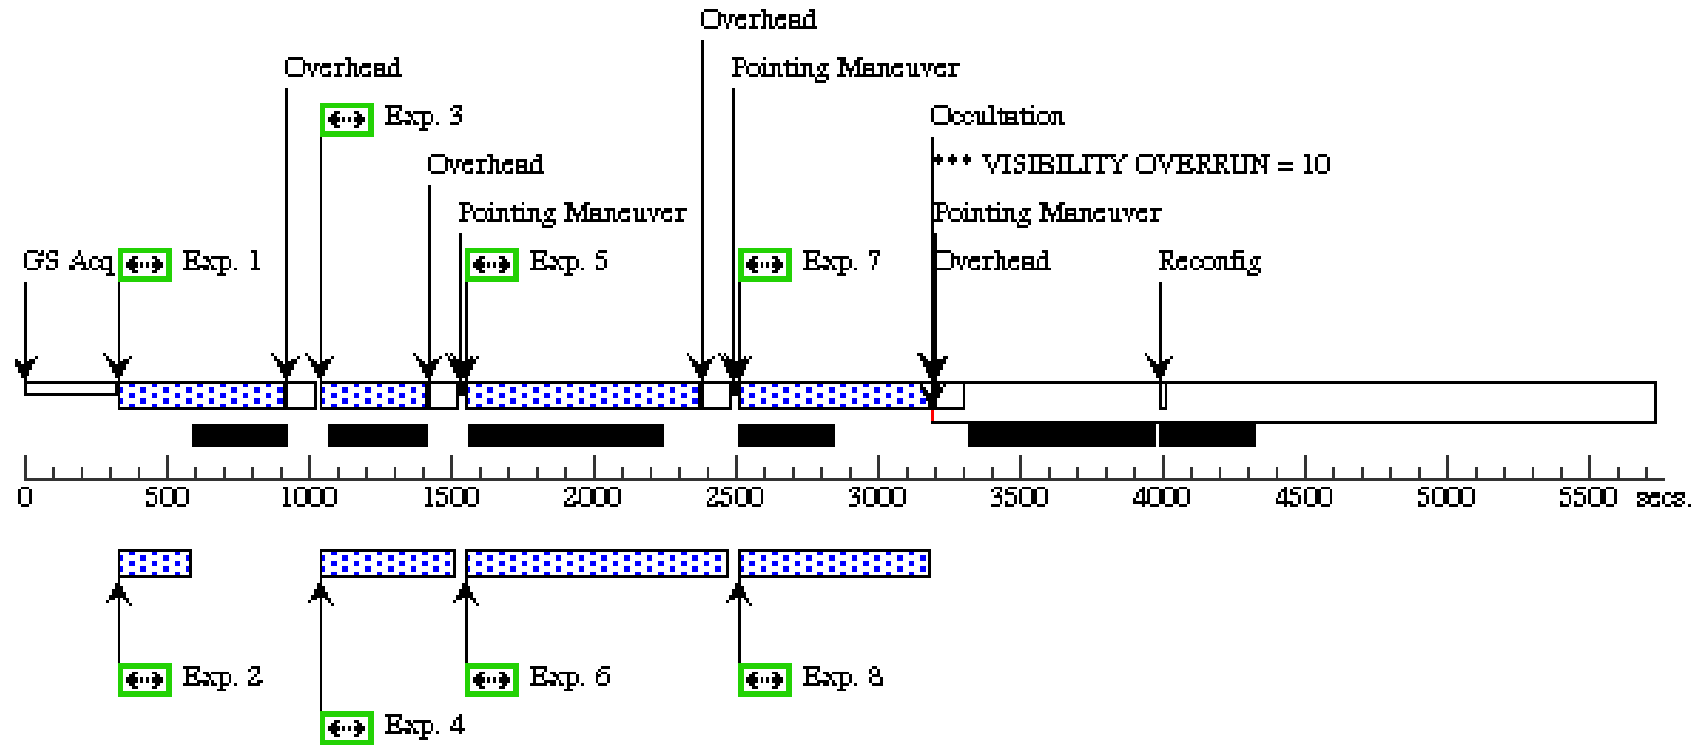 Overhead
Overhead
Pointing Maneuver
Exp. 3
Occultation
Overhead
*** VISIBILITY OVERRUN = 10
Pointing Maneuver
Pointing Maneuver
GS Acq
Exp. 1
Exp. 5
Exp. 7
Overhead
Reconfig
0 500 1000 1500 2000 2500 3000 3500 4000 4500 5000 5500 secs.
Exp. 2
Exp. 6
Exp. 8
Exp. 4